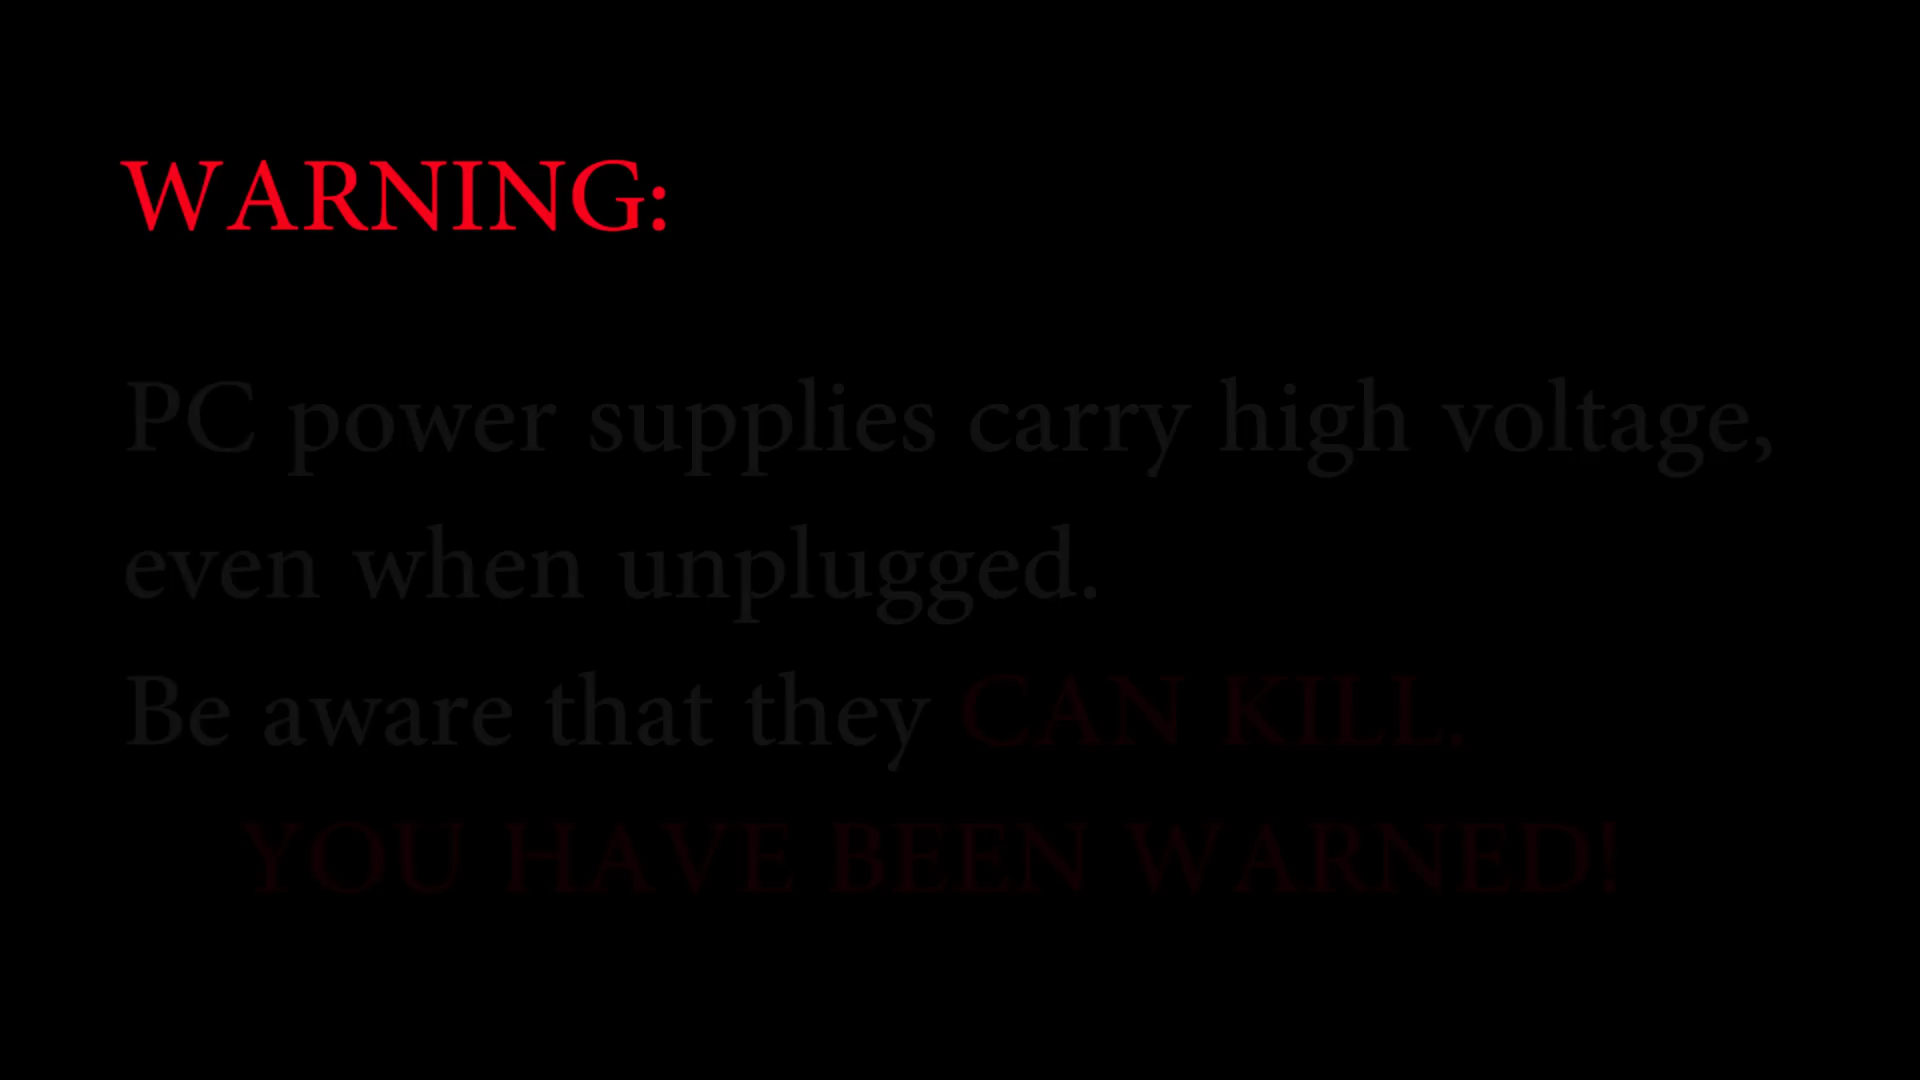 WARNING:
PC power supplies carry high voltage,
even when unplugged.
Be aware that they CAN KILL.
YOU HAVE BEEN WARNED!